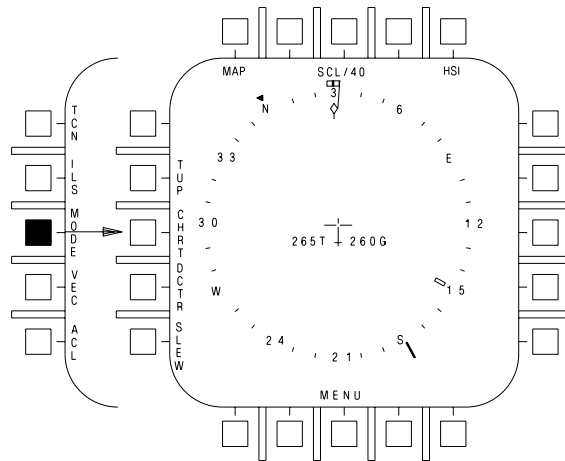 MAP SCL/40 HSI
TCN
ILS
MODE
VEC
ACL
TUP
CHRT
DCTR
SLEW
3
6
E
12
15
S
21
24
W
30
33
N
265T 260G
MENU